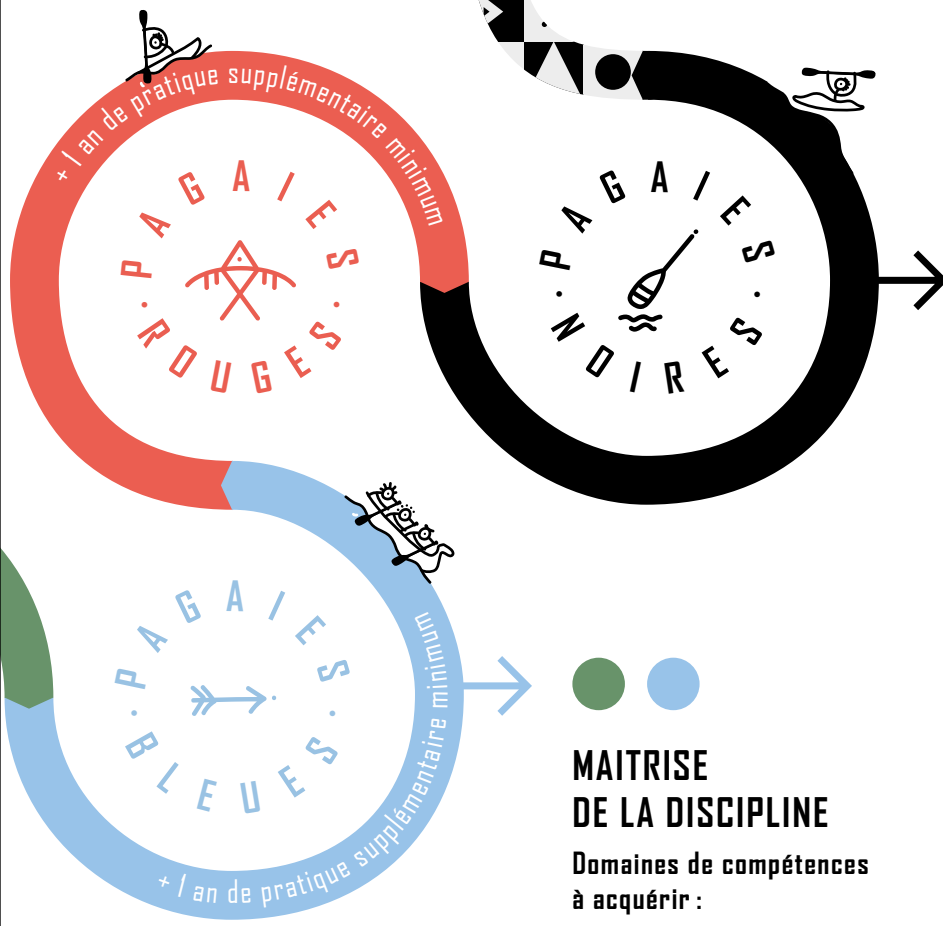 + 1 an de pratique supplémentaire minimum
· PAGAIES ·
ROUGES
· PAGAIES ·
NOIRES
· PAGAIES ·
BLEUES
+ 1 an de pratique supplémentaire minimum
MAITRISE
DE LA DISCIPLINE
Domaines de compétences
à acquérir :